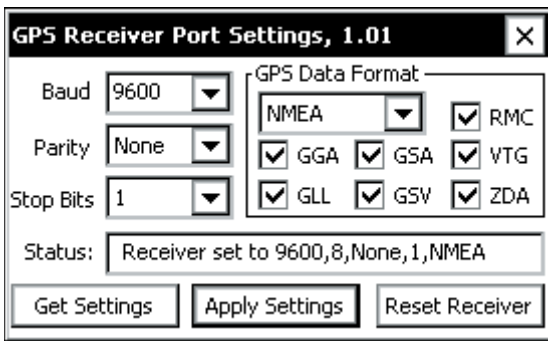 GPS Receiver Port Settings, 1.01
GPS Data Format
Baud 9600
NMEA RMC
Parity None
GGA GSA VTG
Stop Bits 1
GLL GSV ZDA
Status: Receiver set to 9600,8,None,1,NMEA
Get Settings Apply Settings Reset Receiver